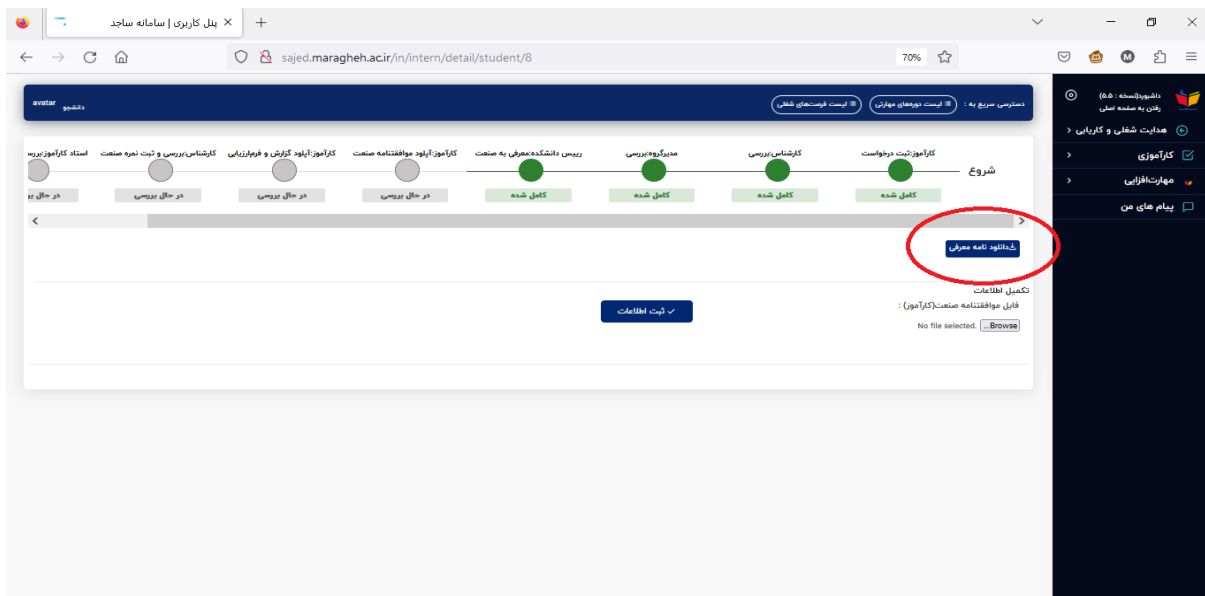 پنل کاربری | سامانه ساجد
sajed.maragheh.ac.ir/in/intern/detail/student/8
70%
داشبورد(نسخه : ۵.۵)
رفتن به صفحه اصلی
هدایت شغلی و کاریابی
کارآموزی
مهارت‌افزایی
پیام های من
دسترسی سریع به :
لیست دوره‌های مهارتی
لیست فرصت‌های شغلی
دانشجو avatar
شروع
کارآموز:ثبت درخواست
کارشناس:بررسی
مدیرگروه:بررسی
رییس دانشکده:معرفی به صنعت
کارآموز:آپلود موافقتنامه صنعت
کارآموز:آپلود گزارش و فرم‌ارزیابی
کارشناس:بررسی و ثبت نمره صنعت
استاد کارآموز:بررس
کامل شده
کامل شده
کامل شده
کامل شده
در حال بررسی
در حال بررسی
در حال بررسی
در حال بر
دانلود نامه معرفی
تکمیل اطلاعات
فایل موافقتنامه صنعت(کارآموز) :
Browse...
No file selected.
ثبت اطلاعات